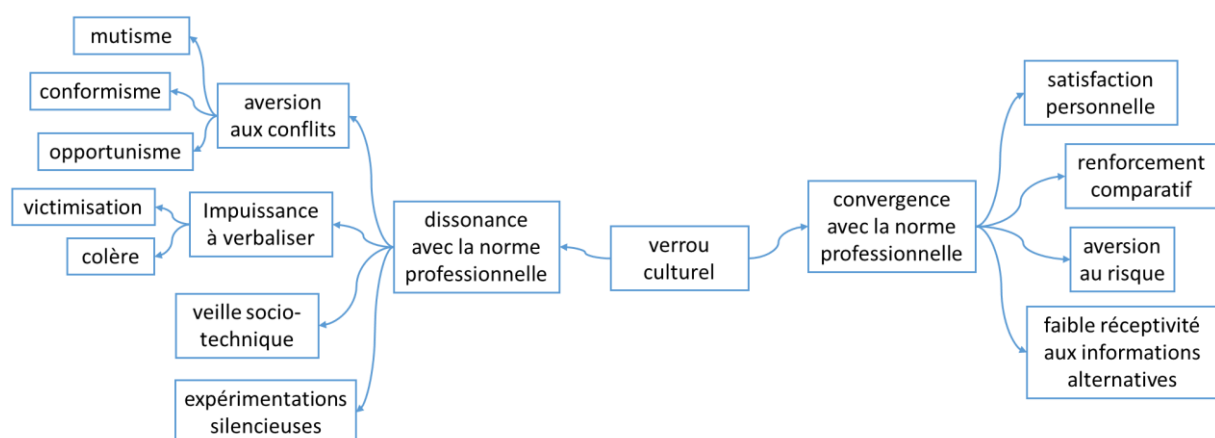 mutisme
conformisme
opportunisme
aversion
aux conflits
victimisation
colère
Impuissance
à verbaliser
veille socio-
technique
expérimentations
silencieuses
dissonance
avec la norme
professionnelle
verrou
culturel
convergence
avec la norme
professionnelle
satisfaction
personnelle
renforcement
comparatif
aversion
au risque
faible réceptivité
aux informations
alternatives